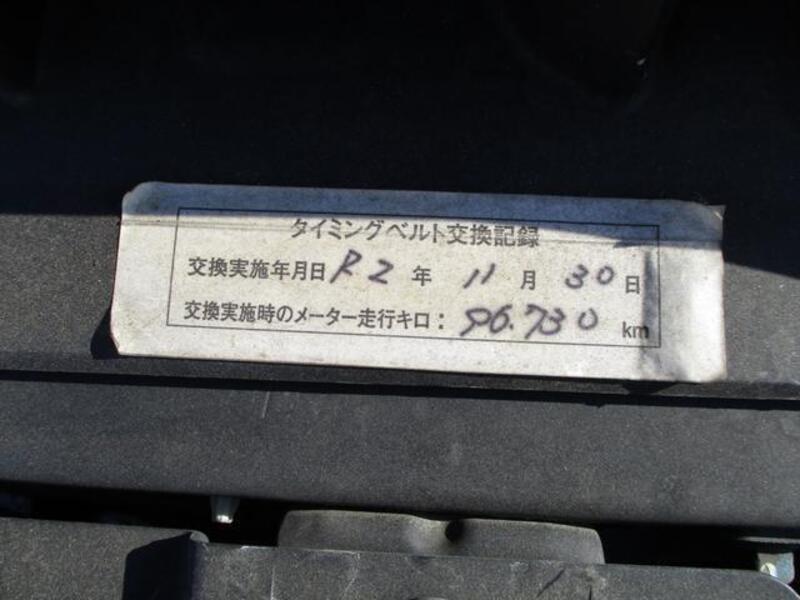 タイミングベルト交換記録
交換実施年月日 R2 年 11 月 30 日
交換実施時のメーター走行キロ: 96.730 km